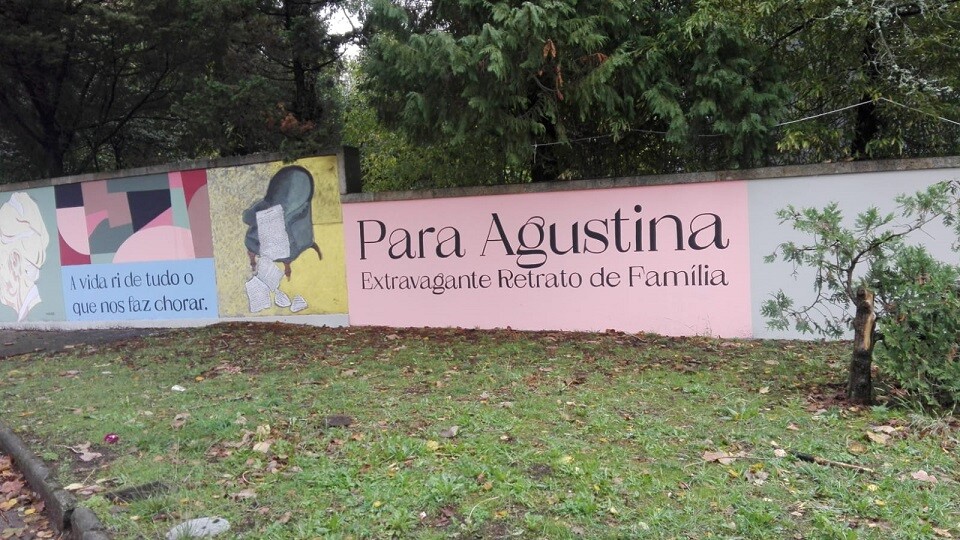 A vida ri de tudo o
que nos faz chorar.
Para Agustina
Extravagante Retrato de Família